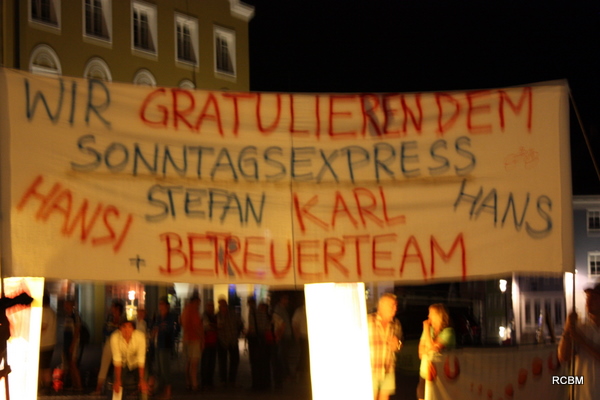 WIR GRATULIEREN DEM
SONNTAGSEXPRESS
HANSI STEFAN KARL HANS
+ BETREUERTEAM
RCBM